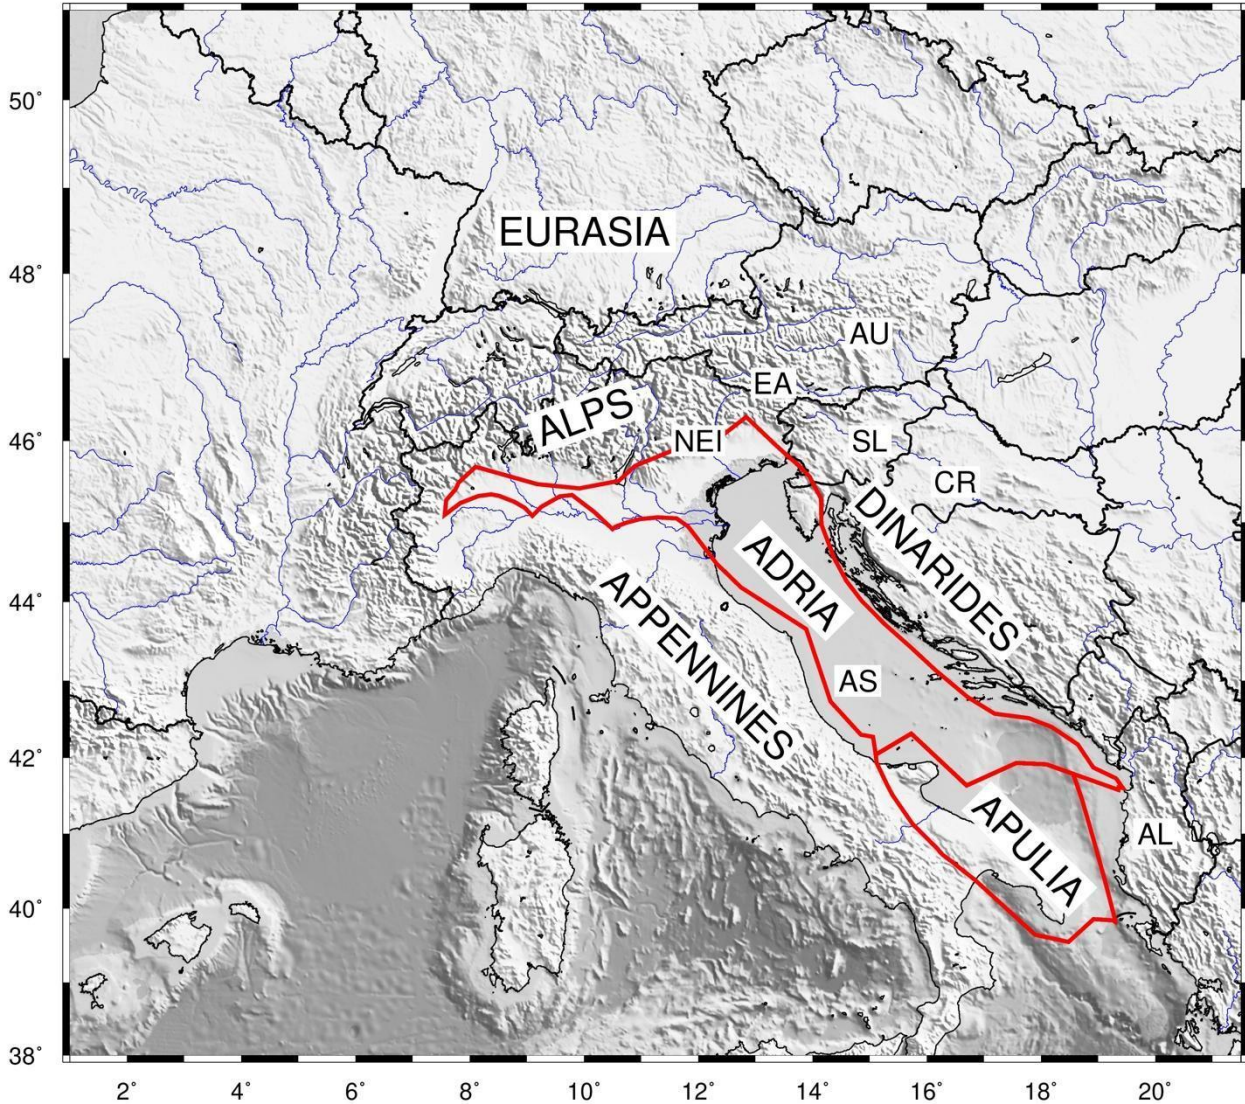 50°
EURASIA
48°
AU
EA
ALPS
46°
NEI
SL
CR
DINARIDES
ADRIA
44°
APPENNINES
AS
42°
APULIA
AL
40°
38°
2° 4° 6° 8° 10° 12° 14° 16° 18° 20°